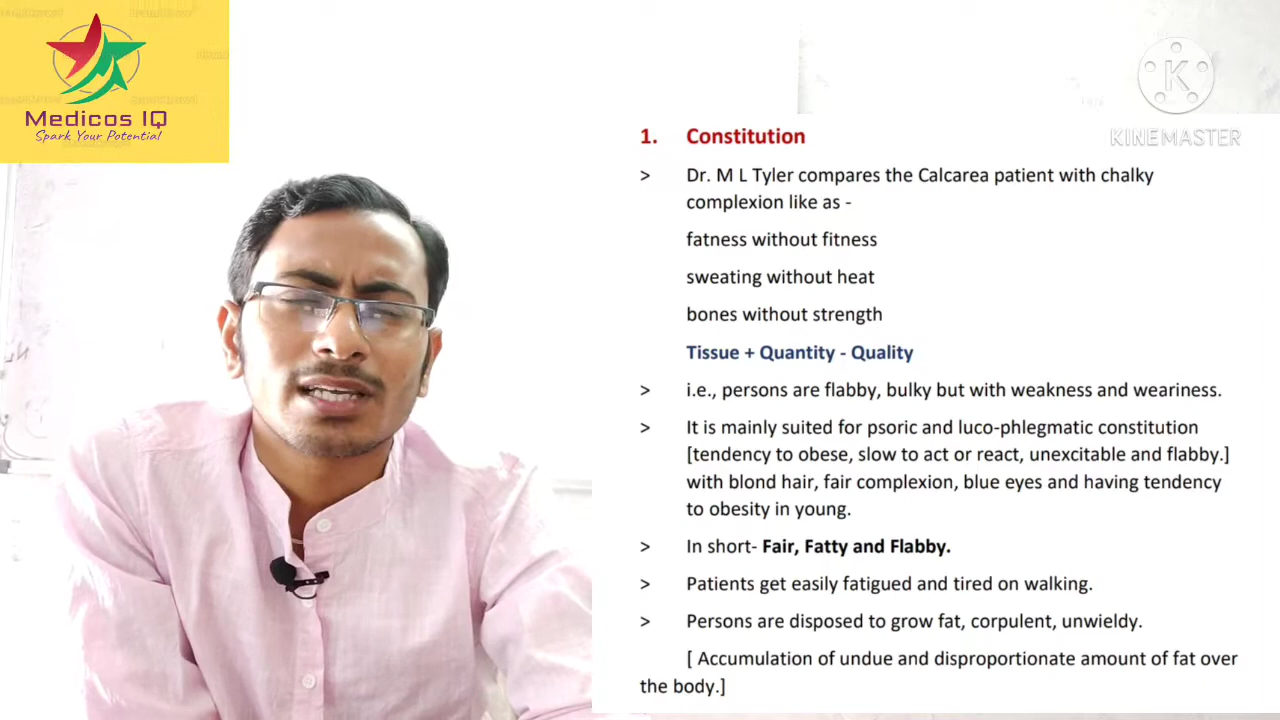 Medicos IQ
Spark Your Potential
KINEMASTER
1. Constitution
> Dr. M L Tyler compares the Calcarea patient with chalky
complexion like as -
fatness without fitness
sweating without heat
bones without strength
Tissue + Quantity - Quality
> i.e., persons are flabby, bulky but with weakness and weariness.
> It is mainly suited for psoric and luco-phlegmatic constitution
[tendency to obese, slow to act or react, unexcitable and flabby.]
with blond hair, fair complexion, blue eyes and having tendency
to obesity in young.
> In short- Fair, Fatty and Flabby.
> Patients get easily fatigued and tired on walking.
> Persons are disposed to grow fat, corpulent, unwieldy.
[ Accumulation of undue and disproportionate amount of fat over
the body.]